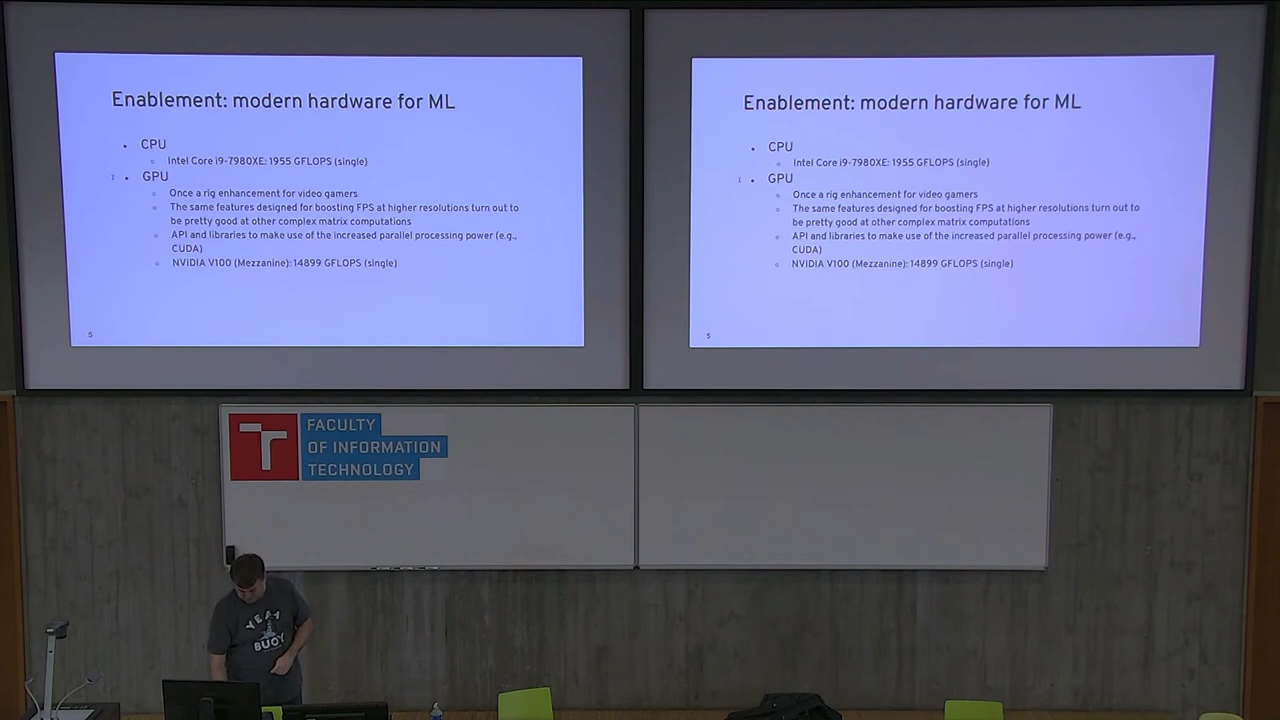 Enablement: modern hardware for ML
CPU
Intel Core i9-7980XE: 1955 GFLOPS (single)
1
GPU
Once a rig enhancement for video gamers
The same features designed for boosting FPS at higher resolutions turn out to
be pretty good at other complex matrix computations
API and libraries to make use of the increased parallel processing power (e.g.,
CUDA)
NVIDIA V100 (Mezzanine): 14899 GFLOPS (single)
5
Enablement: modern hardware for ML
CPU
Intel Core i9-7980XE: 1955 GFLOPS (single)
1
GPU
Once a rig enhancement for video gamers
The same features designed for boosting FPS at higher resolutions turn out to
be pretty good at other complex matrix computations
API and libraries to make use of the increased parallel processing power (e.g.,
CUDA)
NVIDIA V100 (Mezzanine): 14899 GFLOPS (single)
5
FACULTY
OF INFORMATION
TECHNOLOGY
YEAH
BUOY